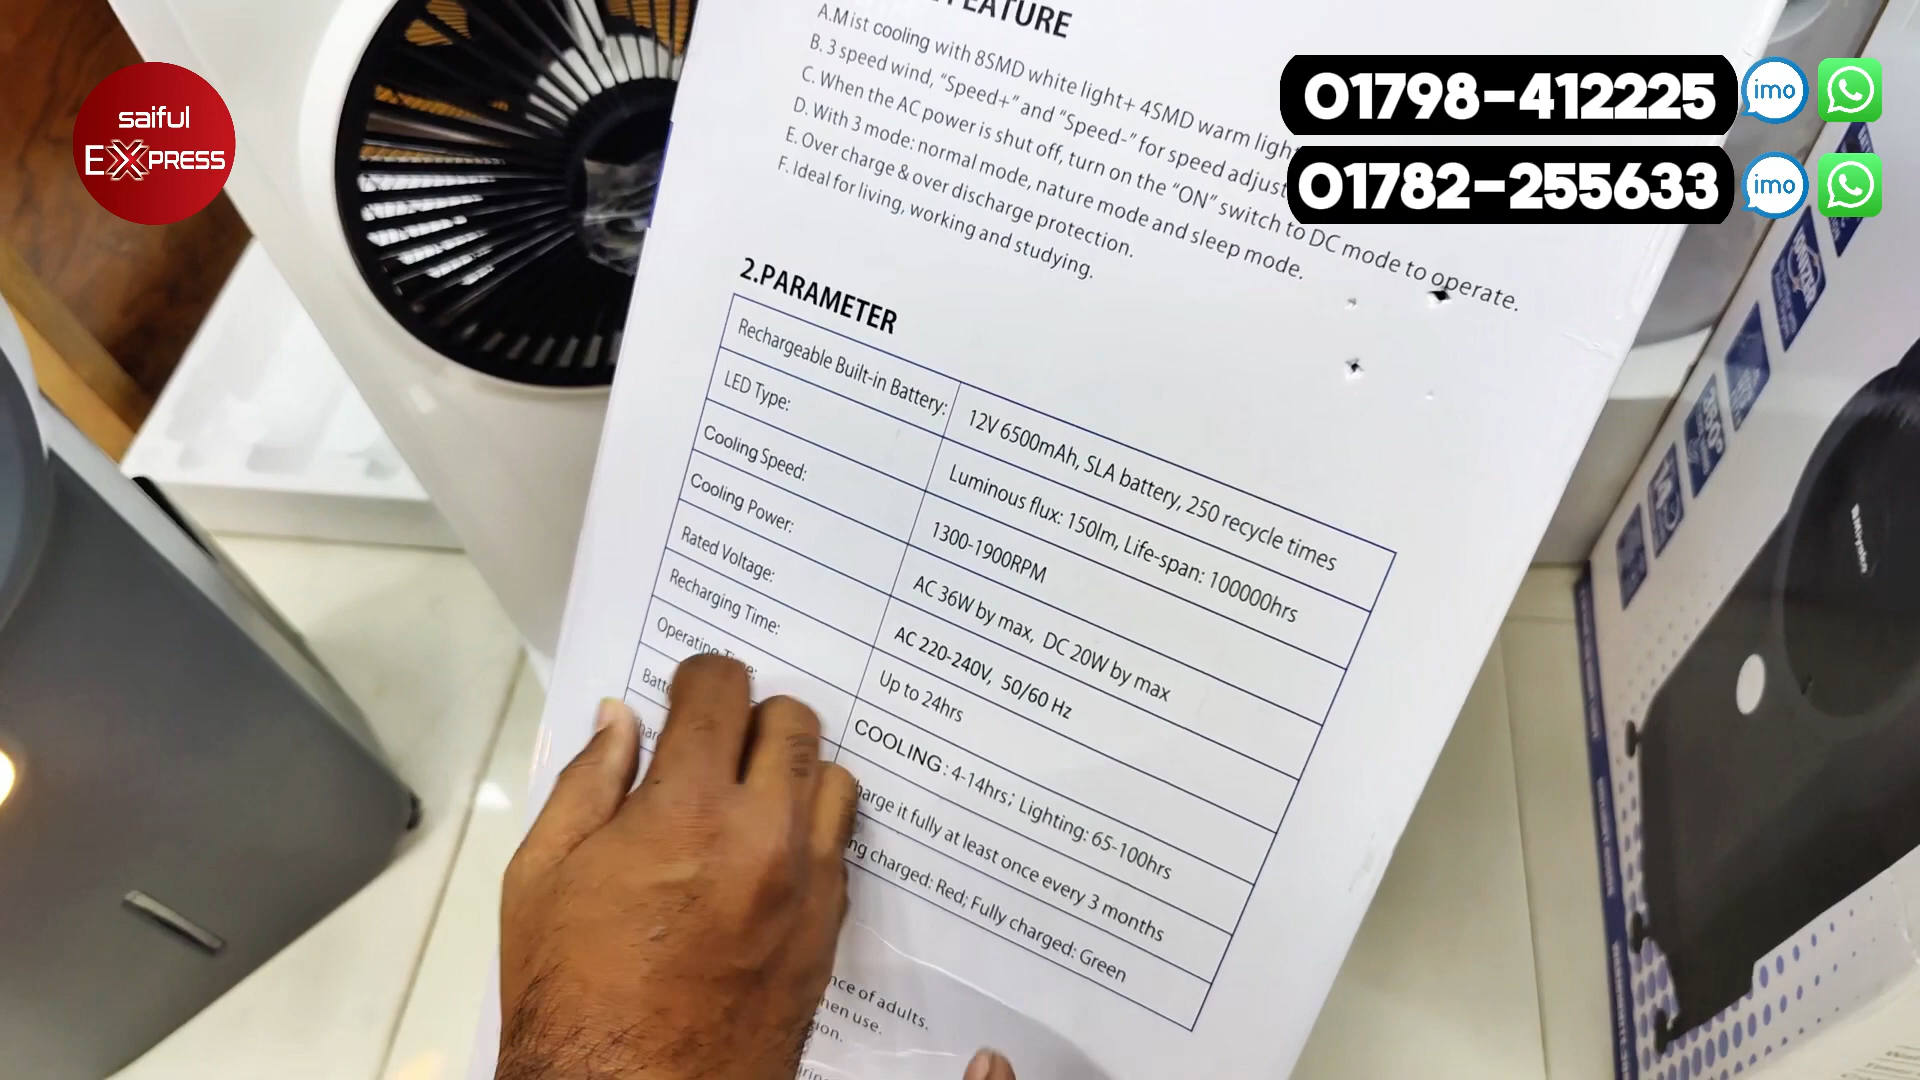 saiful
EXPRESS
01798-412225
imo
01782-255633
imo
FEATURE
A.Mist cooling with 8SMD white light+ 4SMD warm light
B. 3 speed wind, "Speed+" and "Speed-" for speed adjust
C. When the AC power is shut off, turn on the "ON" switch to DC mode to operate.
D. With 3 mode: normal mode, nature mode and sleep mode.
E. Over charge & over discharge protection.
F. Ideal for living, working and studying.
2.PARAMETER
Rechargeable Built-in Battery: 12V 6500mAh, SLA battery, 250 recycle times
LED Type: Luminous flux: 150lm, Life-span: 100000hrs
Cooling Speed: 1300-1900RPM
Cooling Power: AC 36W by max, DC 20W by max
Rated Voltage: AC 220-240V, 50/60 Hz
Recharging Time: Up to 24hrs
Operating COOLING: 4-14hrs; Lighting: 65-100hrs
it fully at least once every 3 months
charged: Red; Fully charged: Green
of adults.
use.
Miyako
360°